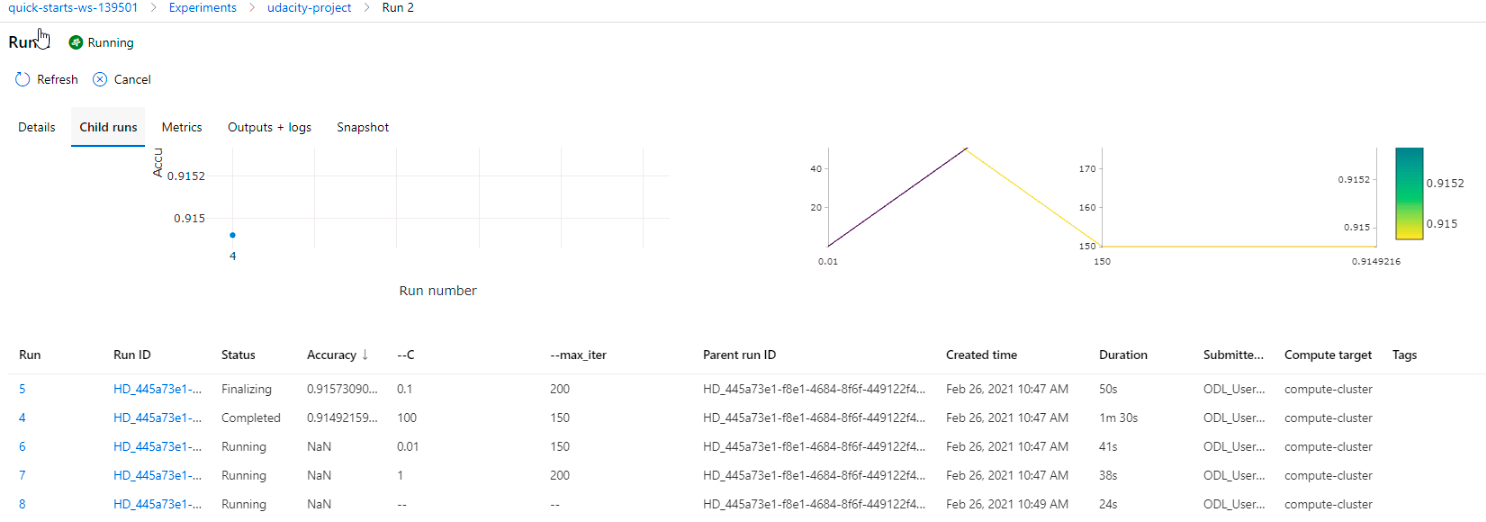 quick-starts-ws-139501 > Experiments > udacity-project > Run 2
Run Running
Refresh Cancel
Details Child runs Metrics Outputs + logs Snapshot
Accu
0.9152
0.915
4
Run number
40
20
0.01
170
160
150
150
0.9152
0.915
0.9149216
0.9152
0.915
Run Run ID Status Accuracy ↓ --C --max_iter Parent run ID Created time Duration Submitte... Compute target Tags
5 HD_445a73e1-... Finalizing 0.91573090... 0.1 200 HD_445a73e1-f8e1-4684-8f6f-449122f4... Feb 26, 2021 10:47 AM 50s ODL_User... compute-cluster
4 HD_445a73e1-... Completed 0.91492159... 100 150 HD_445a73e1-f8e1-4684-8f6f-449122f4... Feb 26, 2021 10:47 AM 1m 30s ODL_User... compute-cluster
6 HD_445a73e1-... Running NaN 0.01 150 HD_445a73e1-f8e1-4684-8f6f-449122f4... Feb 26, 2021 10:47 AM 41s ODL_User... compute-cluster
7 HD_445a73e1-... Running NaN 1 200 HD_445a73e1-f8e1-4684-8f6f-449122f4... Feb 26, 2021 10:47 AM 38s ODL_User... compute-cluster
8 HD_445a73e1-... Running NaN -- -- HD_445a73e1-f8e1-4684-8f6f-449122f4... Feb 26, 2021 10:49 AM 24s ODL_User... compute-cluster